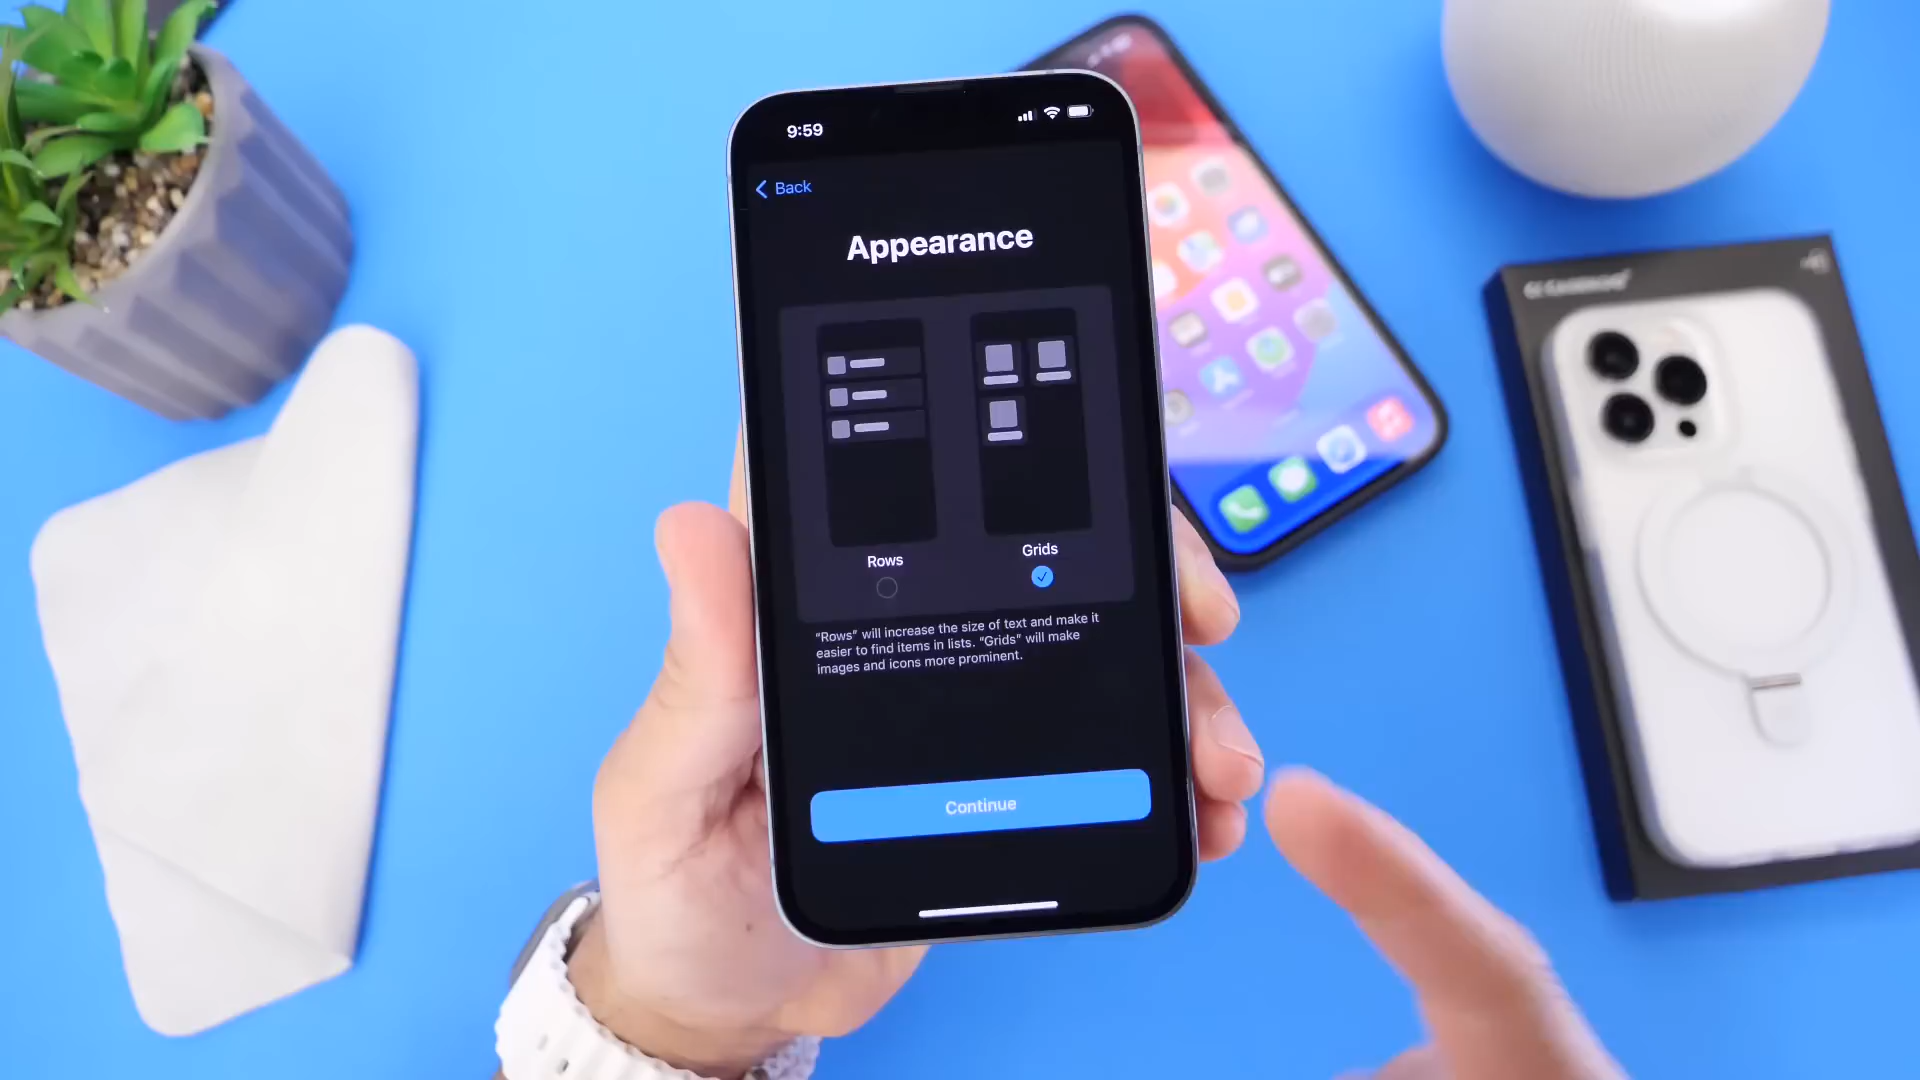 9:59
Back
Appearance
Rows
Grids
“Rows” will increase the size of text and make it
easier to find items in lists. “Grids” will make
images and icons more prominent.
Continue